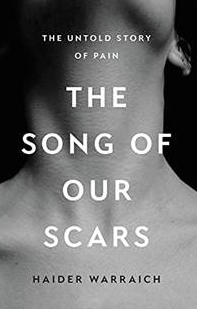 THE UNTOLD STORY
OF PAIN
THE
SONG OF
OUR
SCARS
HAIDER WARRAICH